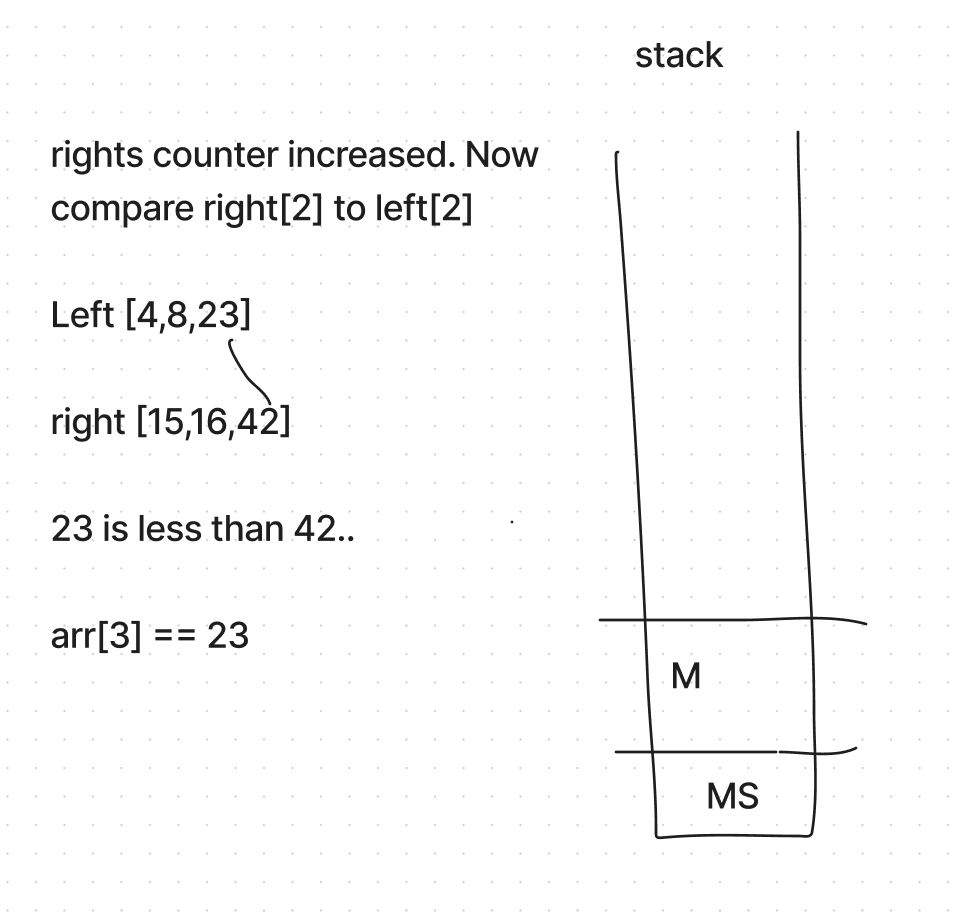 stack
rights counter increased. Now
compare right[2] to left[2]
Left [4,8,23]
right [15,16,42]
23 is less than 42..
arr[3] == 23
M
MS